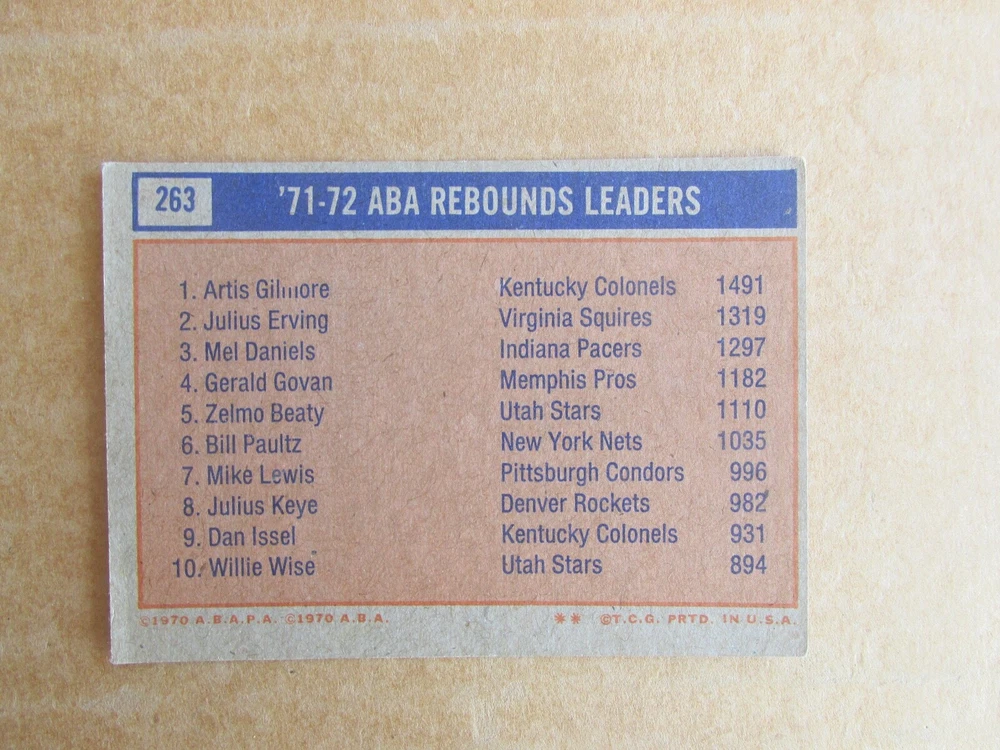 263 '71-72 ABA REBOUNDS LEADERS
1. Artis Gilmore Kentucky Colonels 1491
2. Julius Erving Virginia Squires 1319
3. Mel Daniels Indiana Pacers 1297
4. Gerald Govan Memphis Pros 1182
5. Zelmo Beaty Utah Stars 1110
6. Bill Paultz New York Nets 1035
7. Mike Lewis Pittsburgh Condors 996
8. Julius Keye Denver Rockets 982
9. Dan Issel Kentucky Colonels 931
10. Willie Wise Utah Stars 894
©1970 A.B.A.P.A. ©1970 A.B.A. ** ©T.C.G. PRTD. IN U.S.A.